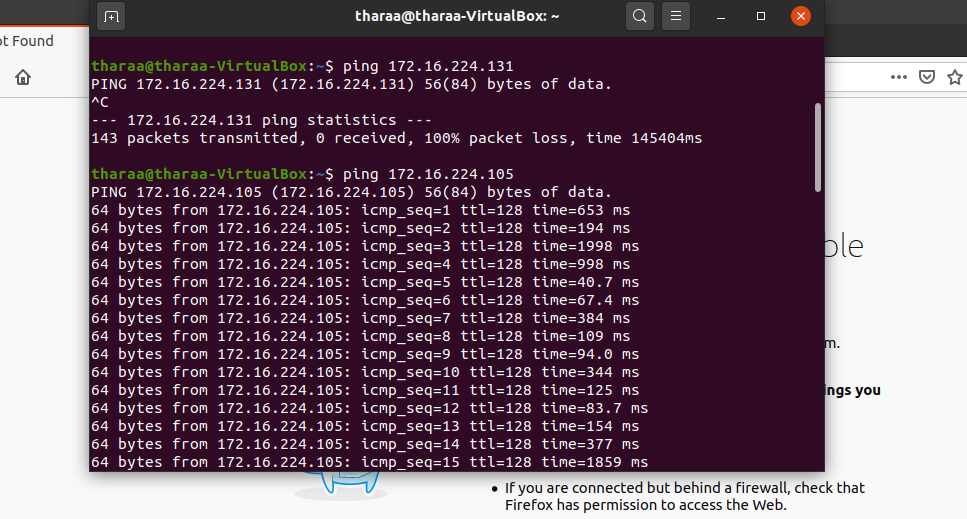 tharaa@tharaa-VirtualBox: ~
ot Found
tharaa@tharaa-VirtualBox:~$ ping 172.16.224.131
PING 172.16.224.131 (172.16.224.131) 56(84) bytes of data.
^C
--- 172.16.224.131 ping statistics ---
143 packets transmitted, 0 received, 100% packet loss, time 145404ms
tharaa@tharaa-VirtualBox:~$ ping 172.16.224.105
PING 172.16.224.105 (172.16.224.105) 56(84) bytes of data.
64 bytes from 172.16.224.105: icmp_seq=1 ttl=128 time=653 ms
64 bytes from 172.16.224.105: icmp_seq=2 ttl=128 time=194 ms
64 bytes from 172.16.224.105: icmp_seq=3 ttl=128 time=1998 ms
64 bytes from 172.16.224.105: icmp_seq=4 ttl=128 time=998 ms
64 bytes from 172.16.224.105: icmp_seq=5 ttl=128 time=40.7 ms
64 bytes from 172.16.224.105: icmp_seq=6 ttl=128 time=67.4 ms
64 bytes from 172.16.224.105: icmp_seq=7 ttl=128 time=384 ms
64 bytes from 172.16.224.105: icmp_seq=8 ttl=128 time=109 ms
64 bytes from 172.16.224.105: icmp_seq=9 ttl=128 time=94.0 ms
64 bytes from 172.16.224.105: icmp_seq=10 ttl=128 time=344 ms
64 bytes from 172.16.224.105: icmp_seq=11 ttl=128 time=125 ms
64 bytes from 172.16.224.105: icmp_seq=12 ttl=128 time=83.7 ms
64 bytes from 172.16.224.105: icmp_seq=13 ttl=128 time=154 ms
64 bytes from 172.16.224.105: icmp_seq=14 ttl=128 time=377 ms
64 bytes from 172.16.224.105: icmp_seq=15 ttl=128 time=1859 ms
ble
m.
ings you
• If you are connected but behind a firewall, check that
Firefox has permission to access the Web.